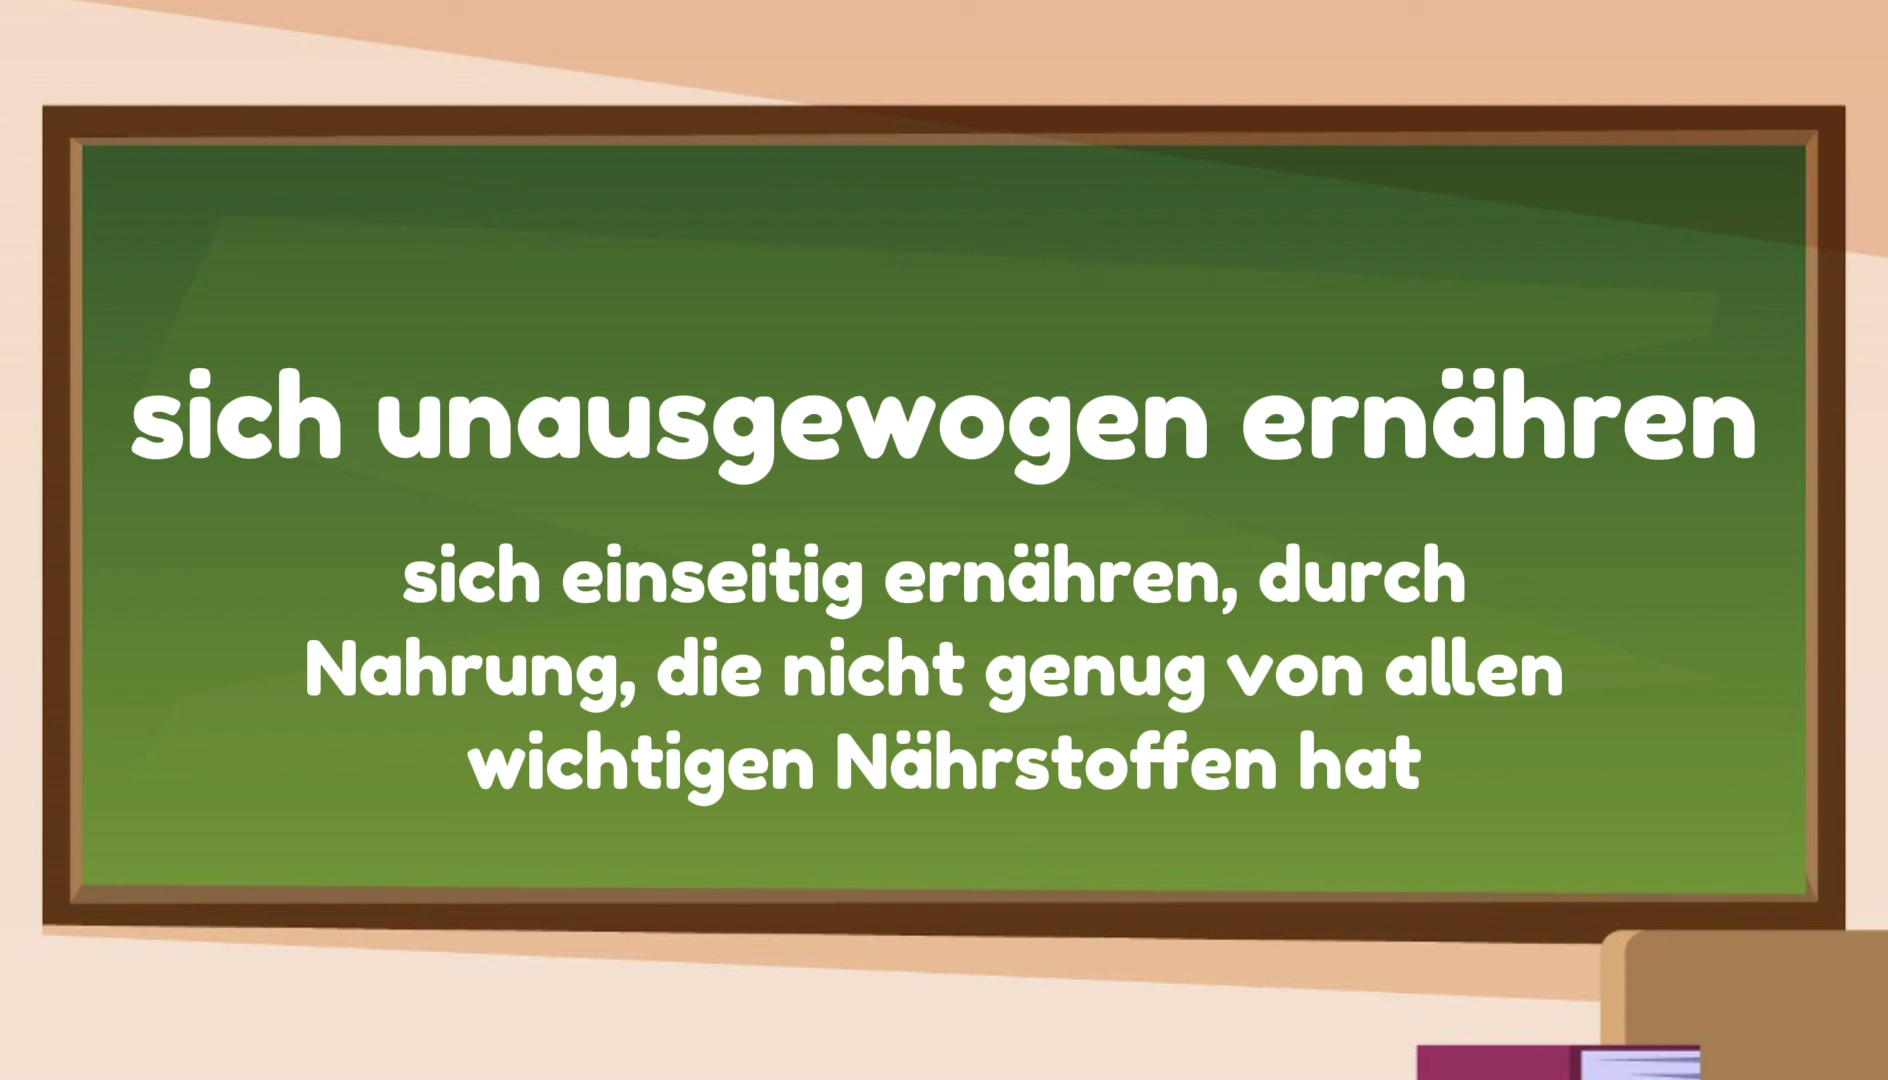 sich unausgewogen ernähren
sich einseitig ernähren, durch
Nahrung, die nicht genug von allen
wichtigen Nährstoffen hat